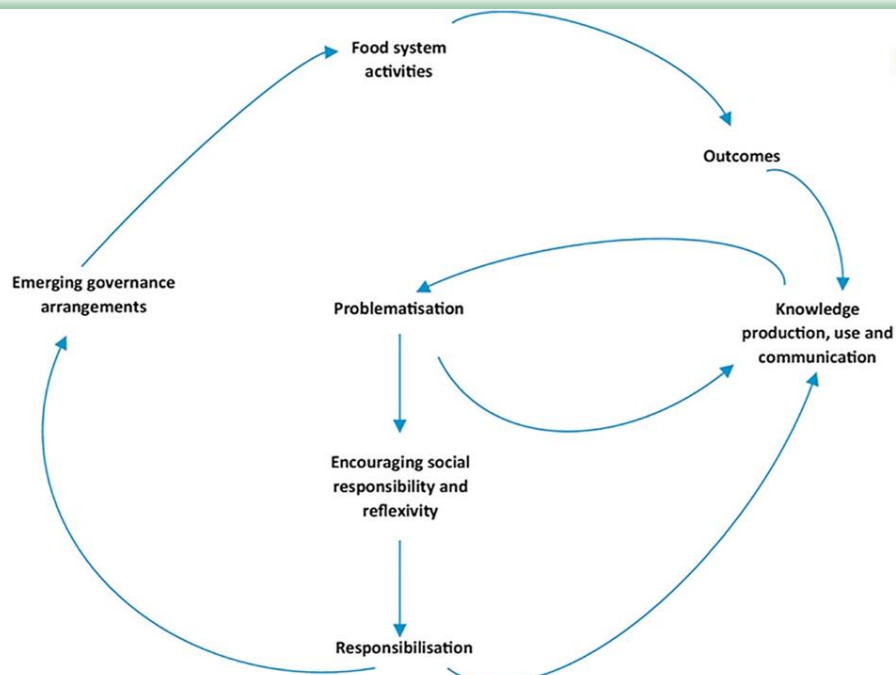 Food system
activities
Outcomes
Emerging governance
arrangements
Problematisation
Knowledge
production, use and
communication
Encouraging social
responsibility and
reflexivity
Responsibilisation